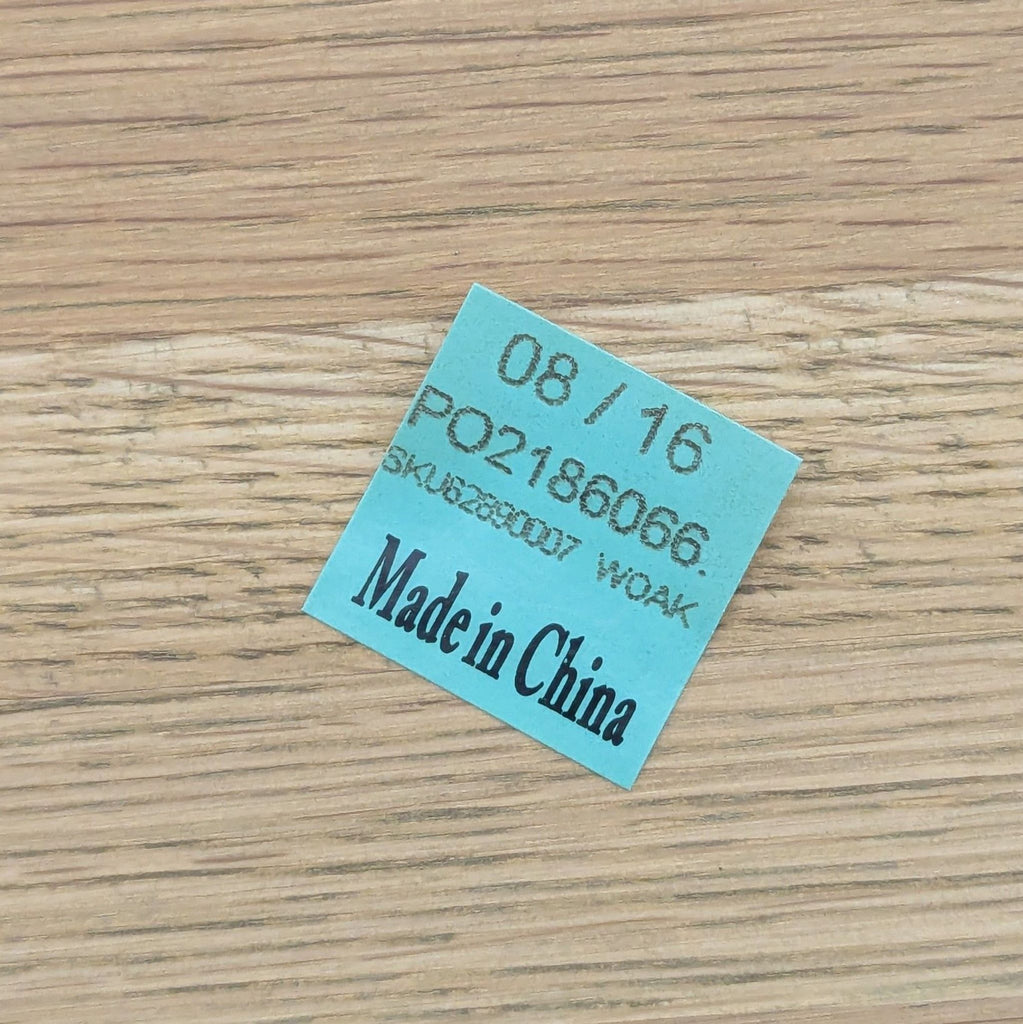 08 / 16
PO2186066.
SKU62890007 WOAK
Made in China